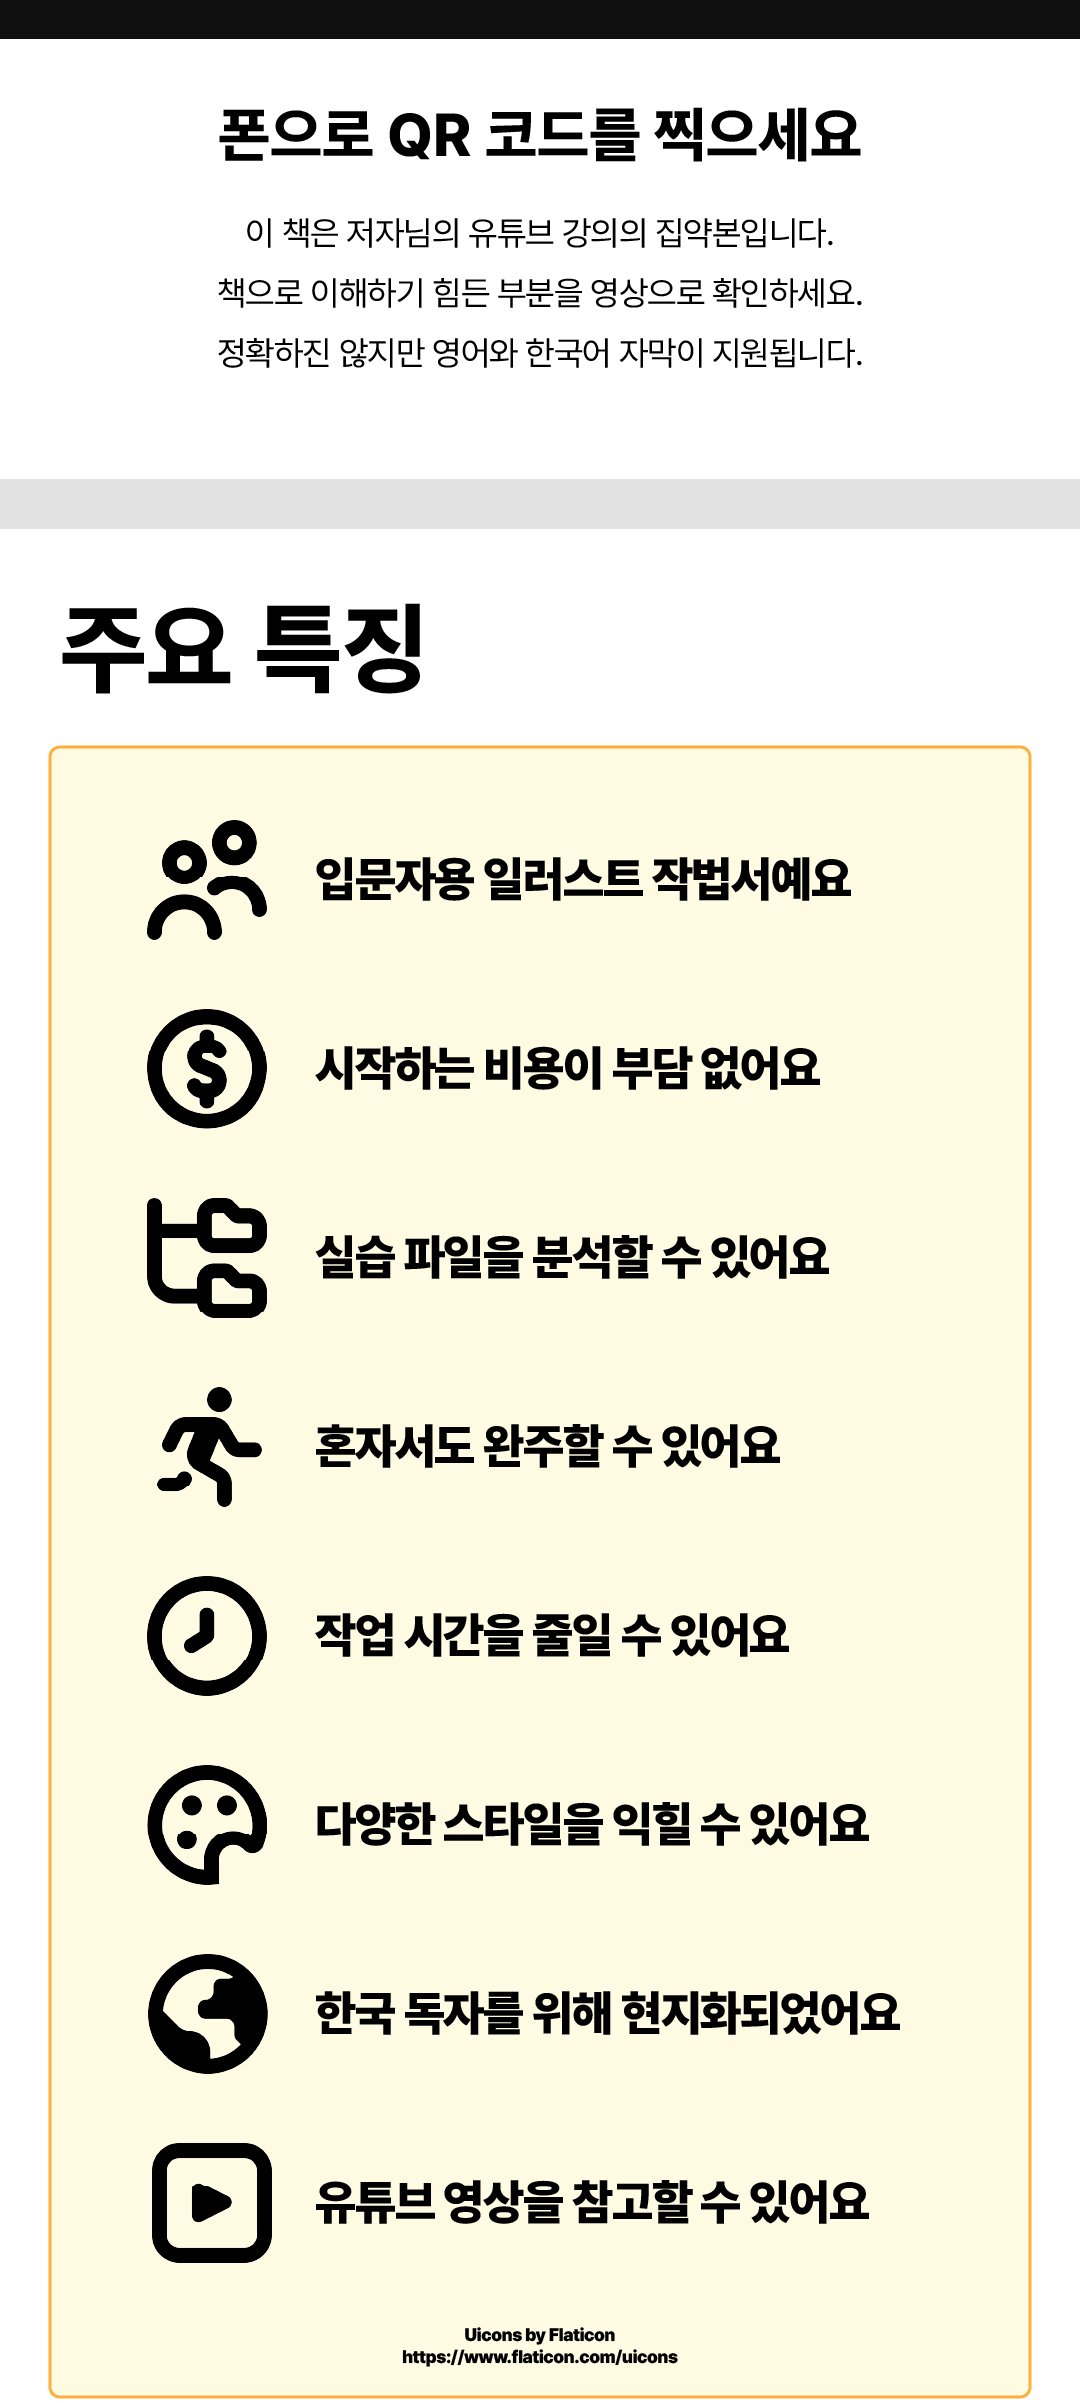 폰으로 QR 코드를 찍으세요
이 책은 저자님의 유튜브 강의의 집약본입니다.
책으로 이해하기 힘든 부분을 영상으로 확인하세요.
정확하진 않지만 영어와 한국어 자막이 지원됩니다.
주요 특징
입문자용 일러스트 작법서예요
시작하는 비용이 부담 없어요
실습 파일을 분석할 수 있어요
혼자서도 완주할 수 있어요
작업 시간을 줄일 수 있어요
다양한 스타일을 익힐 수 있어요
한국 독자를 위해 현지화되었어요
유튜브 영상을 참고할 수 있어요
Uicons by Flaticon
https://www.flaticon.com/uicons